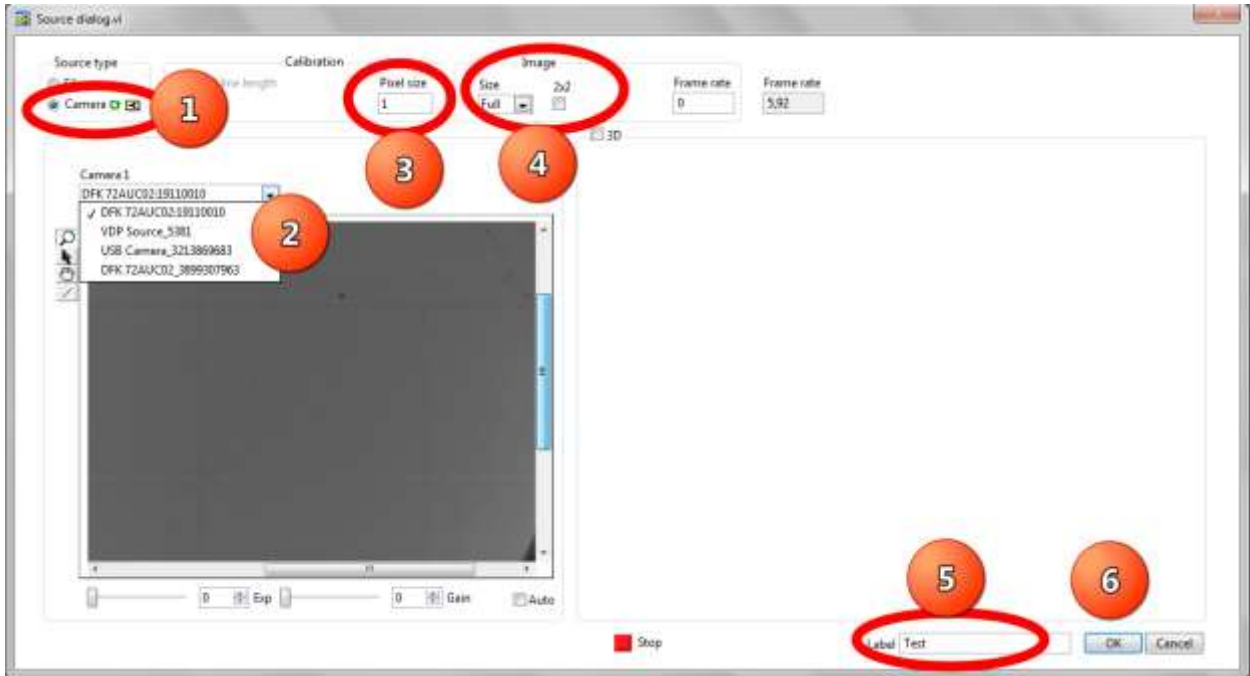 Source dialog.vi
Source type
Calibration
Image
Pixel size
Size
2x2
Frame rate
Frame rate
Camera
1
Full
0
5,92
1
3
4
3D
Camera 1
DFK 72AUC02:19110010
DFK 72AUC02:19110010
VDP Source_5381
USB Camera_3213869683
DFK 72AUC02_3899307963
2
0
Exp
0
Gain
Auto
5
6
Stop
Label
Test
OK
Cancel